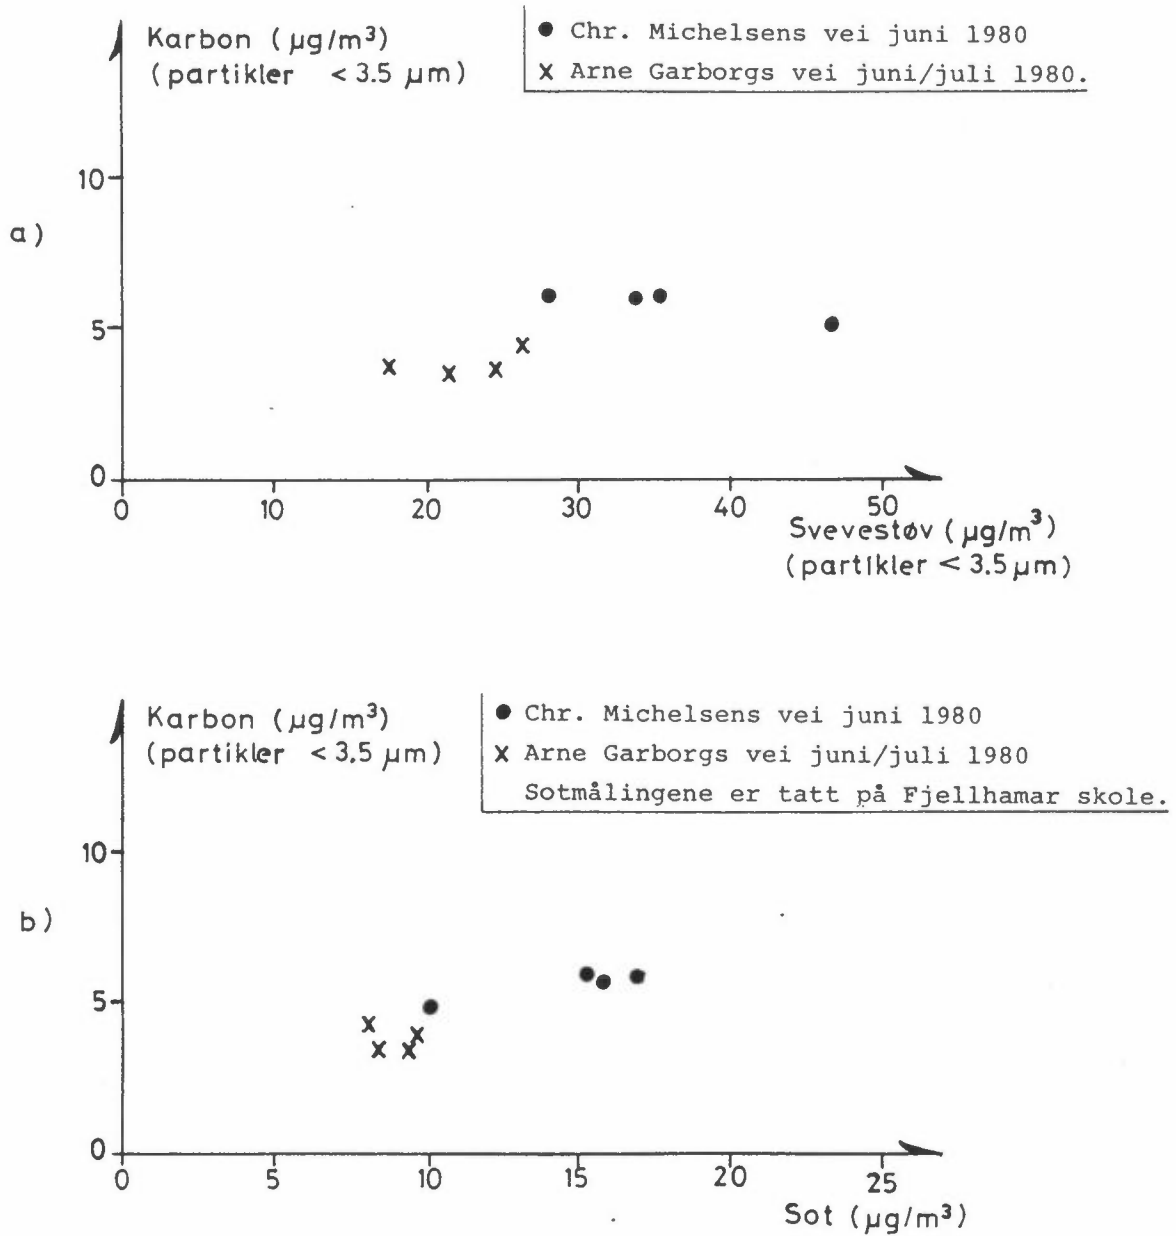 Karbon (µg/m³)
(partikler < 3.5 µm)
● Chr. Michelsens vei juni 1980
x Arne Garborgs vei juni/juli 1980.
10
a)
5
0
0 10 20 30 40 50
Svevestøv (µg/m³)
(partikler < 3.5 µm)
Karbon (µg/m³)
(partikler < 3.5 µm)
● Chr. Michelsens vei juni 1980
x Arne Garborgs vei juni/juli 1980
Sotmålingene er tatt på Fjellhamar skole.
10
b)
5
0
0 5 10 15 20 25
Sot (µg/m³)